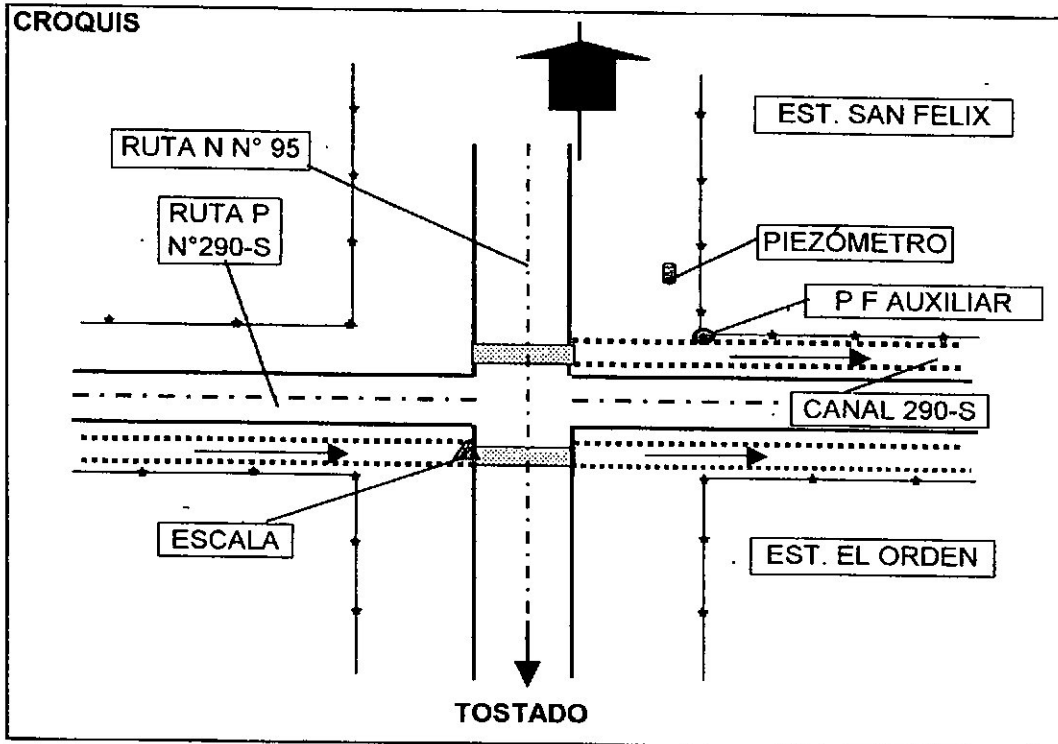 CROQUIS
EST. SAN FELIX
RUTA N N° 95
RUTA P
N°290-S
PIEZÓMETRO
P F AUXILIAR
CANAL 290-S
ESCALA
EST. EL ORDEN
TOSTADO